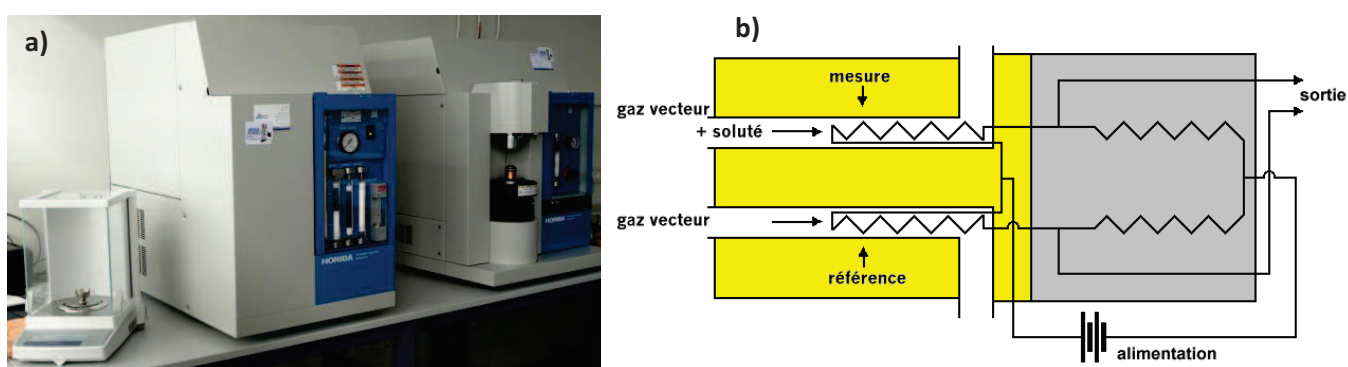 a)
HORIBA
HORIBA
b)
mesure
gaz vecteur
+ soluté
sortie
gaz vecteur
référence
alimentation